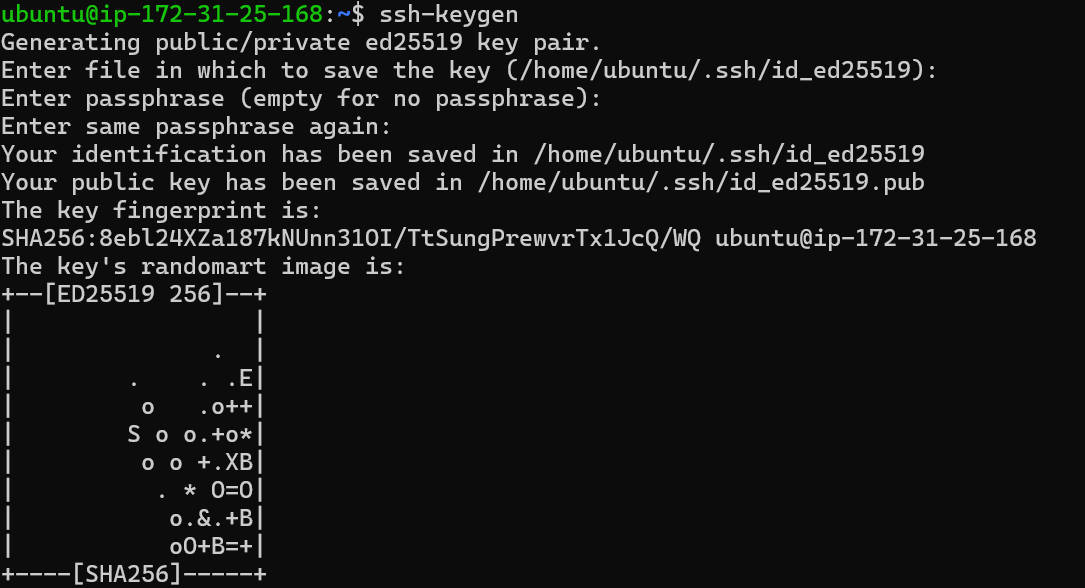 ubuntu@ip-172-31-25-168:~$ ssh-keygen
Generating public/private ed25519 key pair.
Enter file in which to save the key (/home/ubuntu/.ssh/id_ed25519):
Enter passphrase (empty for no passphrase):
Enter same passphrase again:
Your identification has been saved in /home/ubuntu/.ssh/id_ed25519
Your public key has been saved in /home/ubuntu/.ssh/id_ed25519.pub
The key fingerprint is:
SHA256:8ebl24XZa187kNUnn31OI/TtSungPrewvrTx1JcQ/WQ ubuntu@ip-172-31-25-168
The key's randomart image is:
+--[ED25519 256]--+
|                 |
|              .  |
|        .    . .E|
|         o   .o++|
|        S o o.+o*|
|         o o +.XB|
|          . * O=O|
|           o.&.+B|
|           oO+B=+|
+----[SHA256]-----+